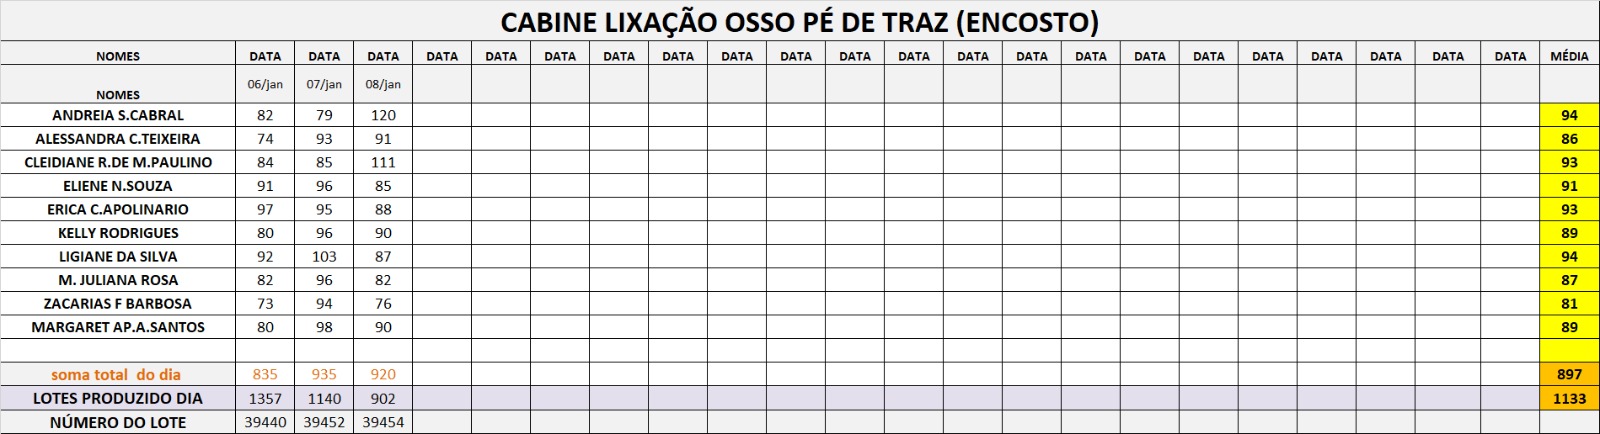 CABINE LIXAÇÃO OSSO PÉ DE TRAZ (ENCOSTO)
NOMES DATA DATA DATA DATA DATA DATA DATA DATA DATA DATA DATA DATA DATA DATA DATA DATA DATA DATA DATA DATA DATA DATA MÉDIA
NOMES 06/jan 07/jan 08/jan
ANDREIA S.CABRAL 82 79 120 94
ALESSANDRA C.TEIXEIRA 74 93 91 86
CLEIDIANE R.DE M.PAULINO 84 85 111 93
ELIENE N.SOUZA 91 96 85 91
ERICA C.APOLINARIO 97 95 88 93
KELLY RODRIGUES 80 96 90 89
LIGIANE DA SILVA 92 103 87 94
M. JULIANA ROSA 82 96 82 87
ZACARIAS F BARBOSA 73 94 76 81
MARGARET AP.A.SANTOS 80 98 90 89
soma total do dia 835 935 920 897
LOTES PRODUZIDO DIA 1357 1140 902 1133
NÚMERO DO LOTE 39440 39452 39454